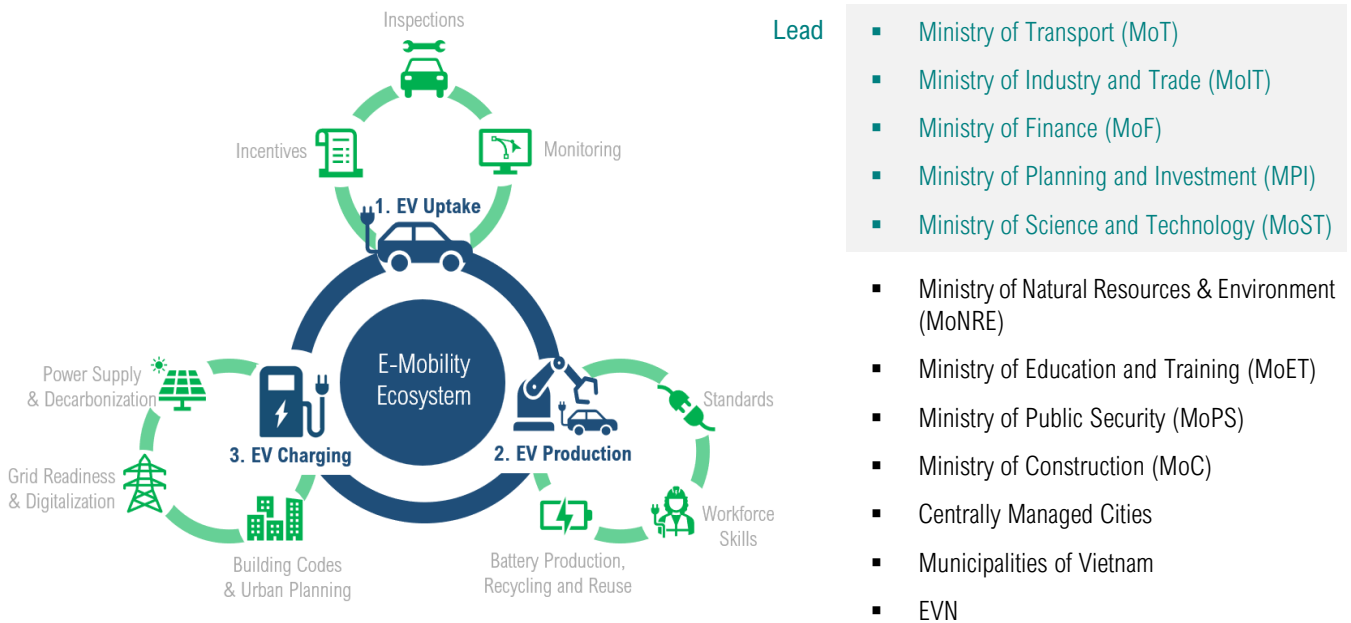 Inspections
Incentives
Monitoring
1. EV Uptake
E-Mobility
Ecosystem
Power Supply
& Decarbonization
3. EV Charging
Grid Readiness
& Digitalization
Building Codes
& Urban Planning
2. EV Production
Standards
Workforce
Skills
Battery Production,
Recycling and Reuse
Lead
▪ Ministry of Transport (MoT)
▪ Ministry of Industry and Trade (MoIT)
▪ Ministry of Finance (MoF)
▪ Ministry of Planning and Investment (MPI)
▪ Ministry of Science and Technology (MoST)
▪ Ministry of Natural Resources & Environment
(MoNRE)
▪ Ministry of Education and Training (MoET)
▪ Ministry of Public Security (MoPS)
▪ Ministry of Construction (MoC)
▪ Centrally Managed Cities
▪ Municipalities of Vietnam
▪ EVN